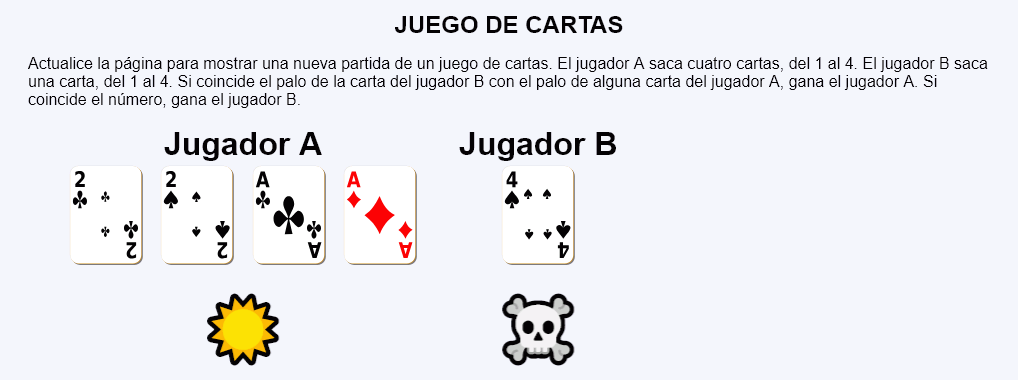 JUEGO DE CARTAS
Actualice la página para mostrar una nueva partida de un juego de cartas. El jugador A saca cuatro cartas, del 1 al 4. El jugador B saca
una carta, del 1 al 4. Si coincide el palo de la carta del jugador B con el palo de alguna carta del jugador A, gana el jugador A. Si
coincide el número, gana el jugador B.
Jugador A
Jugador B
2 2 A A 4
2 2 A A 4